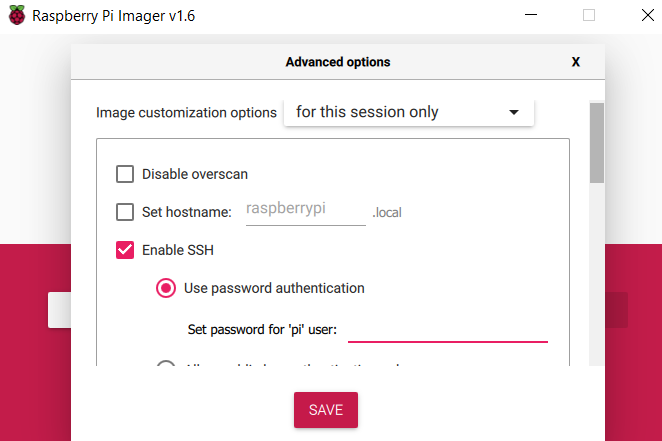 Raspberry Pi Imager v1.6
Advanced options X
Image customization options for this session only
Disable overscan
Set hostname: raspberrypi .local
Enable SSH
Use password authentication
Set password for 'pi' user:
SAVE